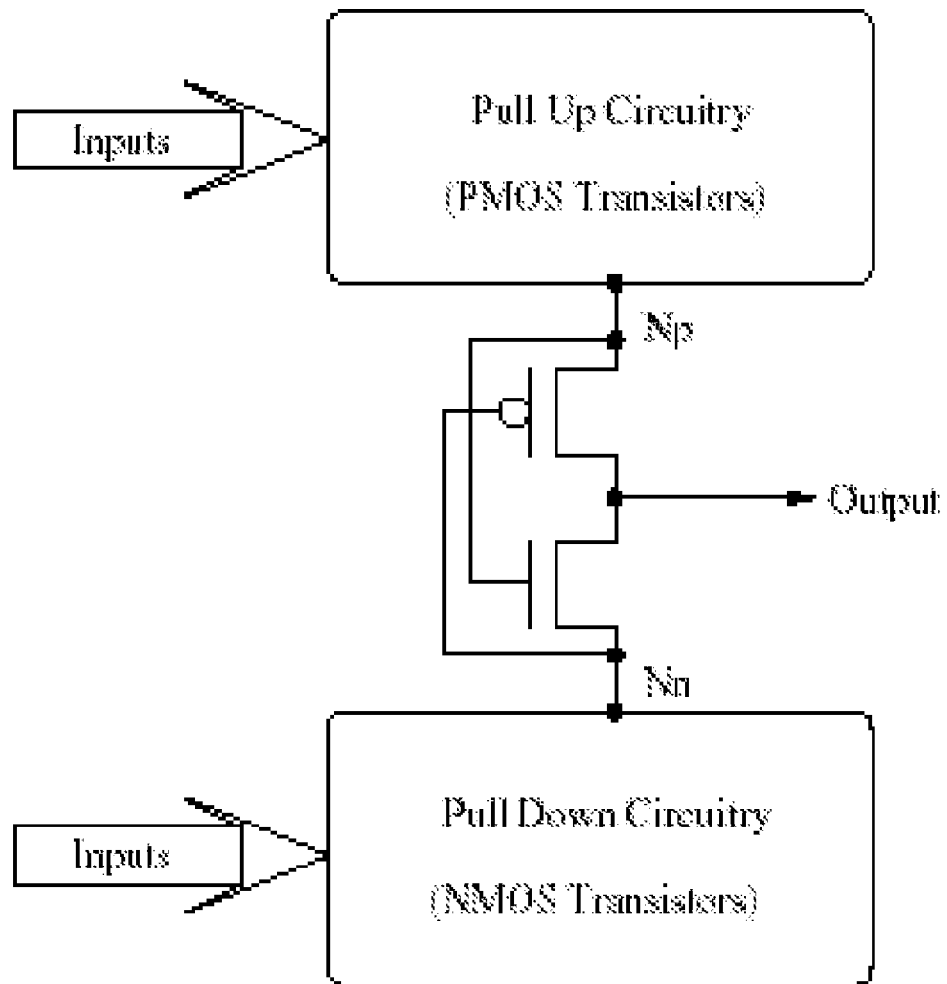 Pull Up Circuitry
Inputs
(PMOS Transistors)
Np
Output
Nn
Pull Down Circuitry
Inputs
(NMOS Transistors)